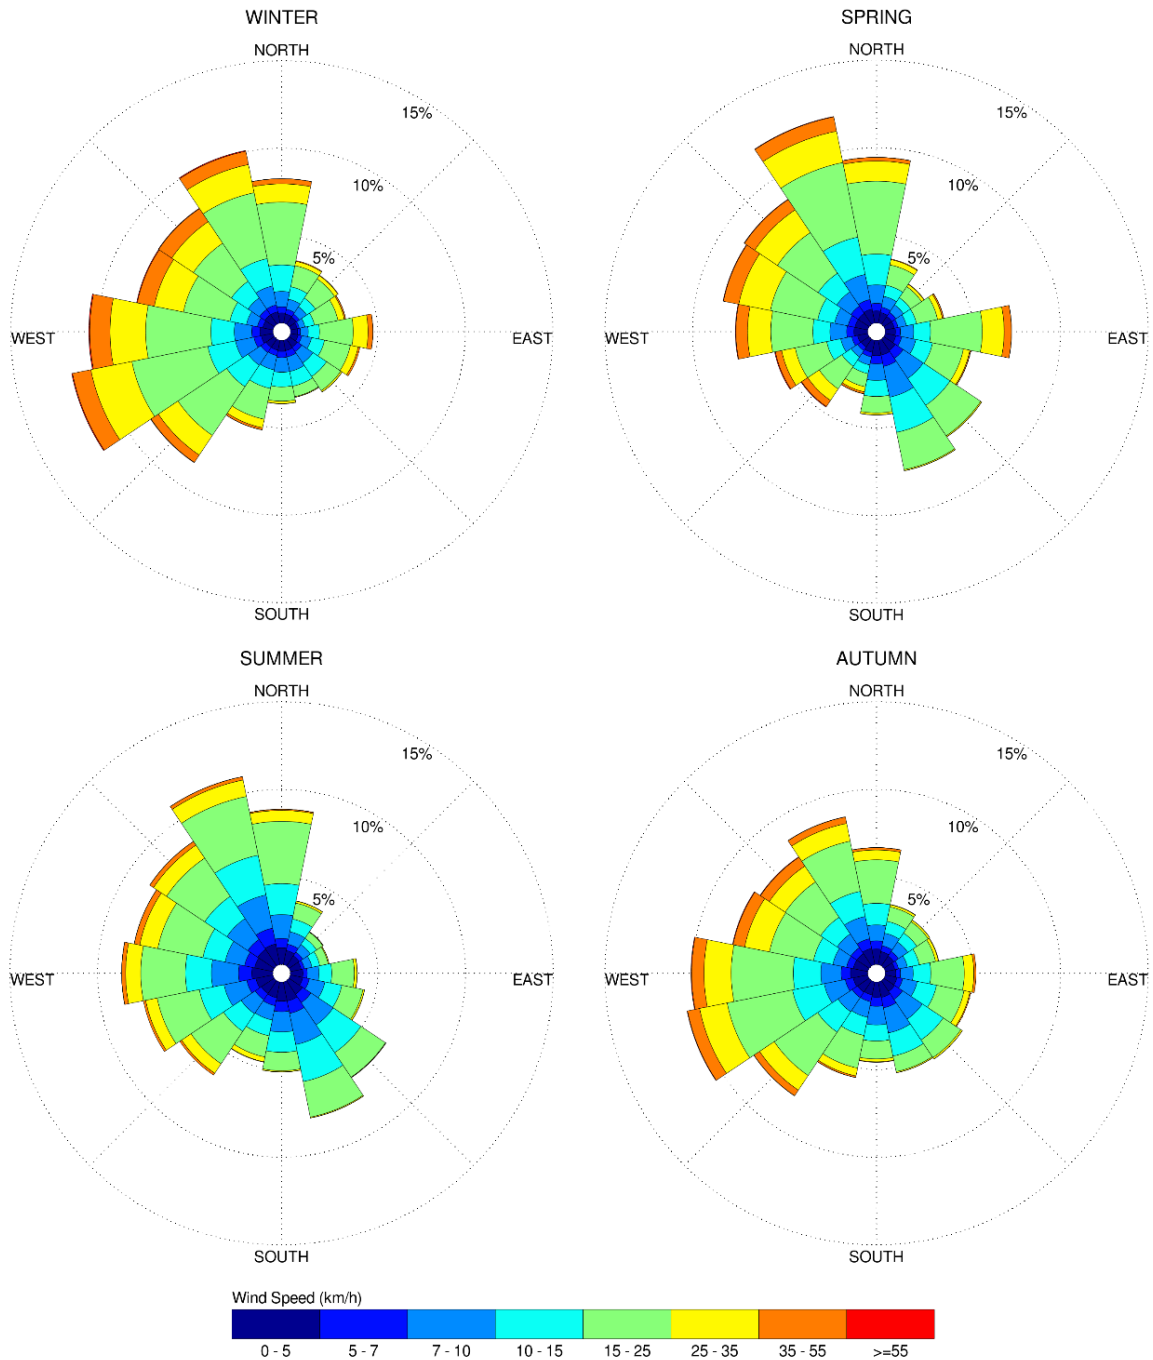 WINTER
NORTH
15%
10%
5%
WEST
EAST
SOUTH
SPRING
NORTH
15%
10%
5%
WEST
EAST
SOUTH
SUMMER
NORTH
15%
10%
5%
WEST
EAST
SOUTH
AUTUMN
NORTH
15%
10%
5%
WEST
EAST
SOUTH
Wind Speed (km/h)
0 - 5 5 - 7 7 - 10 10 - 15 15 - 25 25 - 35 35 - 55 >=55